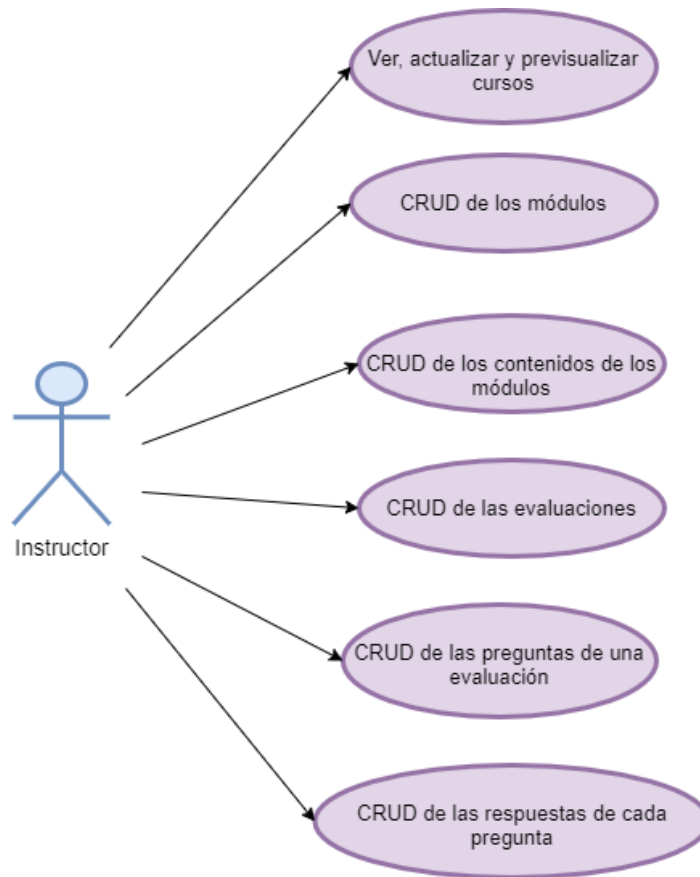 Ver, actualizar y previsualizar
cursos
CRUD de los módulos
CRUD de los contenidos de los
módulos
CRUD de las evaluaciones
Instructor
CRUD de las preguntas de una
evaluación
CRUD de las respuestas de cada
pregunta